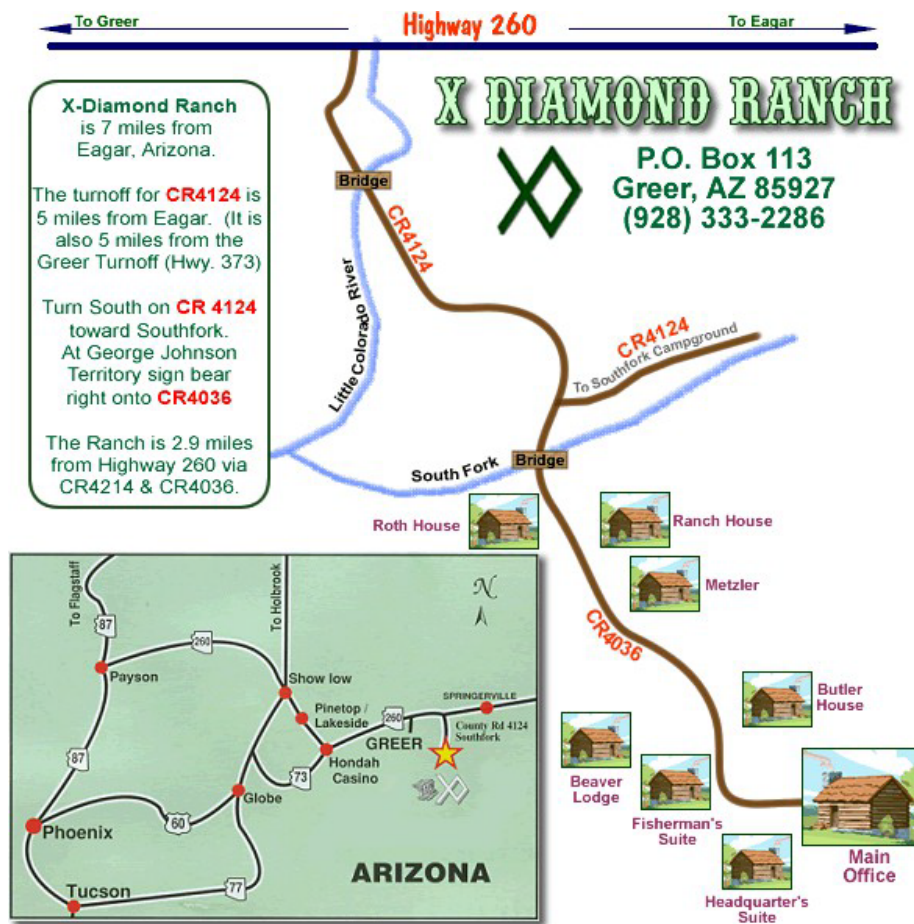 To Greer
Highway 260
To Eagar
X DIAMOND RANCH
P.O. Box 113
Greer, AZ 85927
(928) 333-2286
X-Diamond Ranch
is 7 miles from
Eagar, Arizona.
The turnoff for CR4124 is
5 miles from Eagar. (It is
also 5 miles from the
Greer Turnoff (Hwy. 373)
Turn South on CR 4124
toward Southfork.
At George Johnson
Territory sign bear
right onto CR4036
The Ranch is 2.9 miles
from Highway 260 via
CR4214 & CR4036.
Bridge
CR4124
Little Colorado River
CR4124
To Southfork Campground
South Fork
Bridge
Roth House
Ranch House
Metzler
CR4036
Butler
House
Beaver
Lodge
Fisherman's
Suite
Main
Office
Headquarter's
Suite
To Flagstaff
To Holbrook
N
87
260
Payson
Show low
SPRINGERVILLE
Pinetop /
Lakeside
260
County Rd 4124
Southfork
GREER
Hondah
Casino
87
73
Globe
60
Phoenix
ARIZONA
77
Tucson